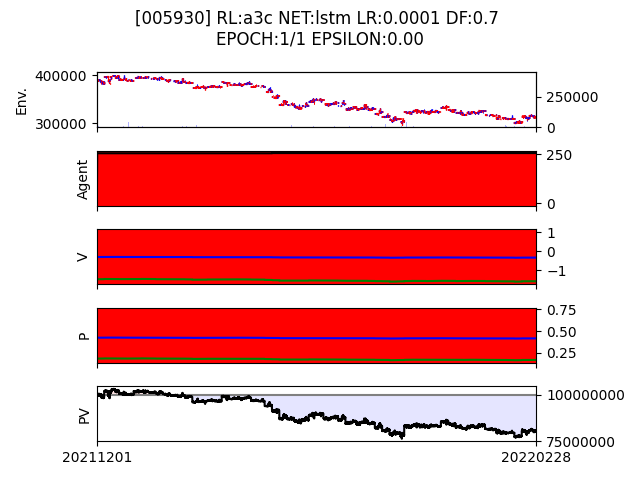 [005930] RL:a3c NET:lstm LR:0.0001 DF:0.7
EPOCH:1/1 EPSILON:0.00
Env.
400000
300000
250000
0
Agent
250
0
V
1
0
−1
P
0.75
0.50
0.25
PV
100000000
75000000
20211201
20220228